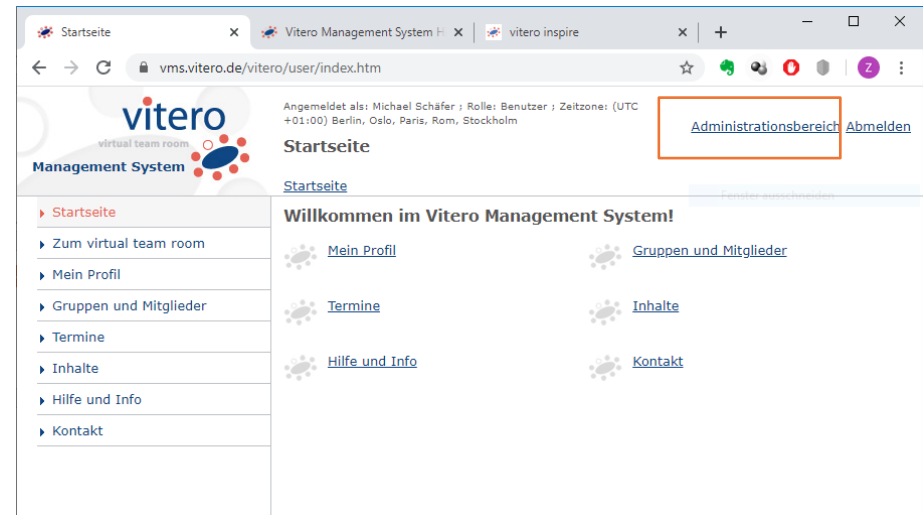 Startseite
Vitero Management System H
vitero inspire
vms.vitero.de/vitero/user/index.htm
Z
vitero
virtual team room
Management System
Angemeldet als: Michael Schäfer ; Rolle: Benutzer ; Zeitzone: (UTC
+01:00) Berlin, Oslo, Paris, Rom, Stockholm
Administrationsbereich Abmelden
Startseite
Startseite
Fenster ausschneiden
Startseite
Zum virtual team room
Mein Profil
Gruppen und Mitglieder
Termine
Inhalte
Hilfe und Info
Kontakt
Willkommen im Vitero Management System!
Mein Profil
Gruppen und Mitglieder
Termine
Inhalte
Hilfe und Info
Kontakt